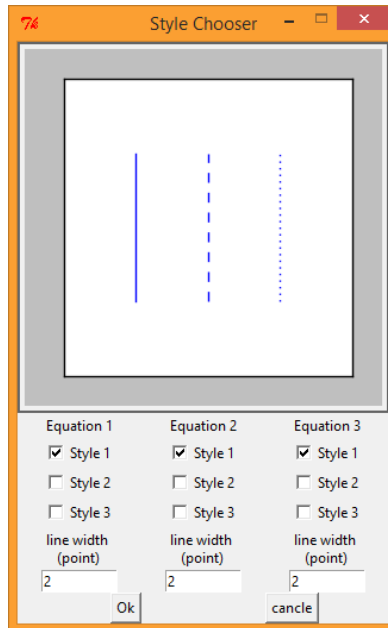 Style Chooser
Equation 1 Equation 2 Equation 3
Style 1 Style 1 Style 1
Style 2 Style 2 Style 2
Style 3 Style 3 Style 3
line width line width line width
(point) (point) (point)
2 2 2
Ok cancle